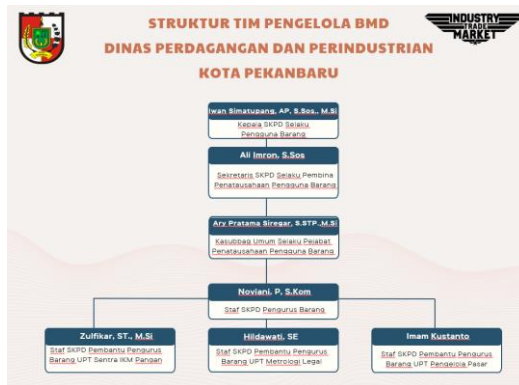 STRUKTUR TIM PENGELOLA BMD
DINAS PERDAGANGAN DAN PERINDUSTRIAN
KOTA PEKANBARU
INDUSTRY
TRADE
MARKET
Iwan Simatupang, AP, S.Sos., M.Si
Kepala SKPD Selaku
Pengguna Barang
Ali Imron, S.Sos
Sekretaris SKPD Selaku Pembina
Penatausahaan Pengguna Barang
Ary Pratama Siregar, S.STP.,M.Si
Kasubbag Umum Selaku Pejabat
Penatausahaan Pengguna Barang
Noviani, P. S.Kom
Staf SKPD Pengurus Barang
Zulfikar, ST., M.Si
Staf SKPD Pembantu Pengurus
Barang UPT Sentra IKM Pangan
Hildawati, SE
Staf SKPD Pembantu Pengurus
Barang UPT Metrologi Legal
Imam Kustanto
Staf SKPD Pembantu Pengurus
Barang UPT Pengelola Pasar